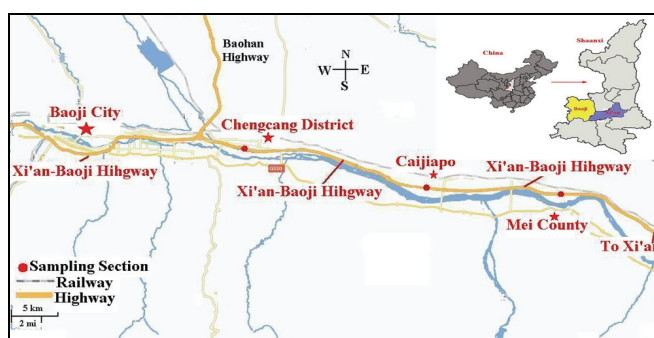 Baohan
Highway
N
W
E
S
China
Shaanxi
Baoji
Baoji City
Chengcang District
Xi'an-Baoji Hihgway
Xi'an-Baoji Hihgway
Caijiapo
Xi'an-Baoji Hihgway
Mei County
To Xi'an
Sampling Section
Railway
Highway
5 km
2 mi